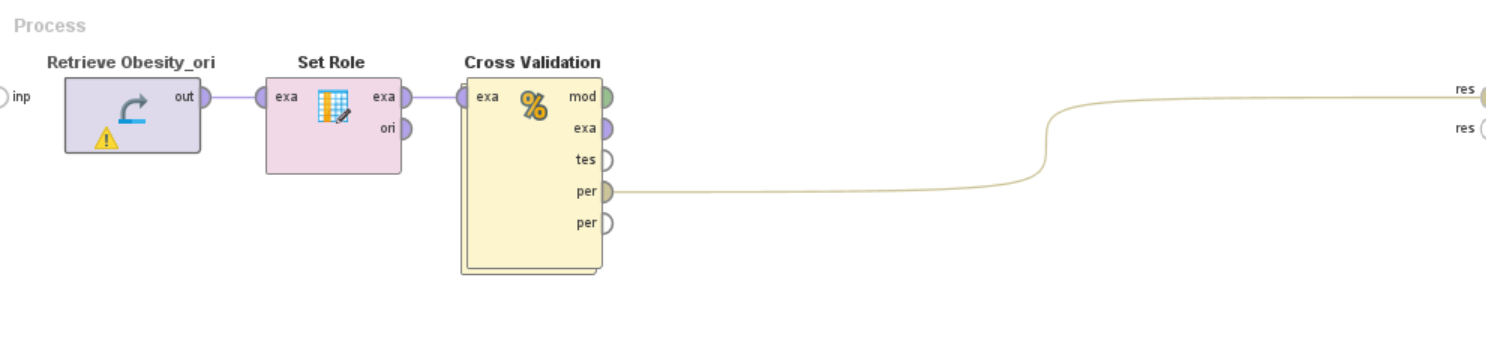 Process
Retrieve Obesity_ori
Set Role
Cross Validation
inp
out
exa
exa
ori
exa
mod
exa
tes
per
per
res
res